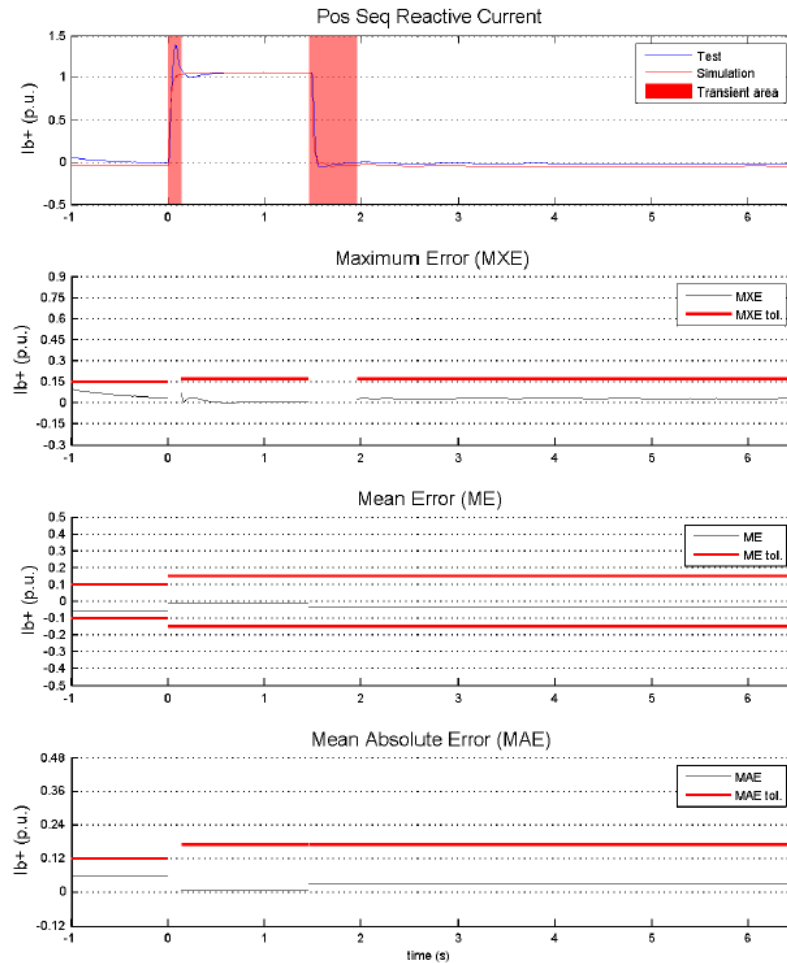 Pos Seq Reactive Current
1.5
1
0.5
0
-0.5
Ib+ (p.u.)
Test
Simulation
Transient area
-1 0 1 2 3 4 5 6
Maximum Error (MXE)
0.9
0.75
0.6
0.45
0.3
0.15
0
-0.15
-0.3
Ib+ (p.u.)
MXE
MXE tol.
-1 0 1 2 3 4 5 6
Mean Error (ME)
0.5
0.4
0.3
0.2
0.1
0
-0.1
-0.2
-0.3
-0.4
-0.5
Ib+ (p.u.)
ME
ME tol.
-1 0 1 2 3 4 5 6
Mean Absolute Error (MAE)
0.48
0.36
0.24
0.12
0
-0.12
Ib+ (p.u.)
MAE
MAE tol.
-1 0 1 2 3 4 5 6
time (s)